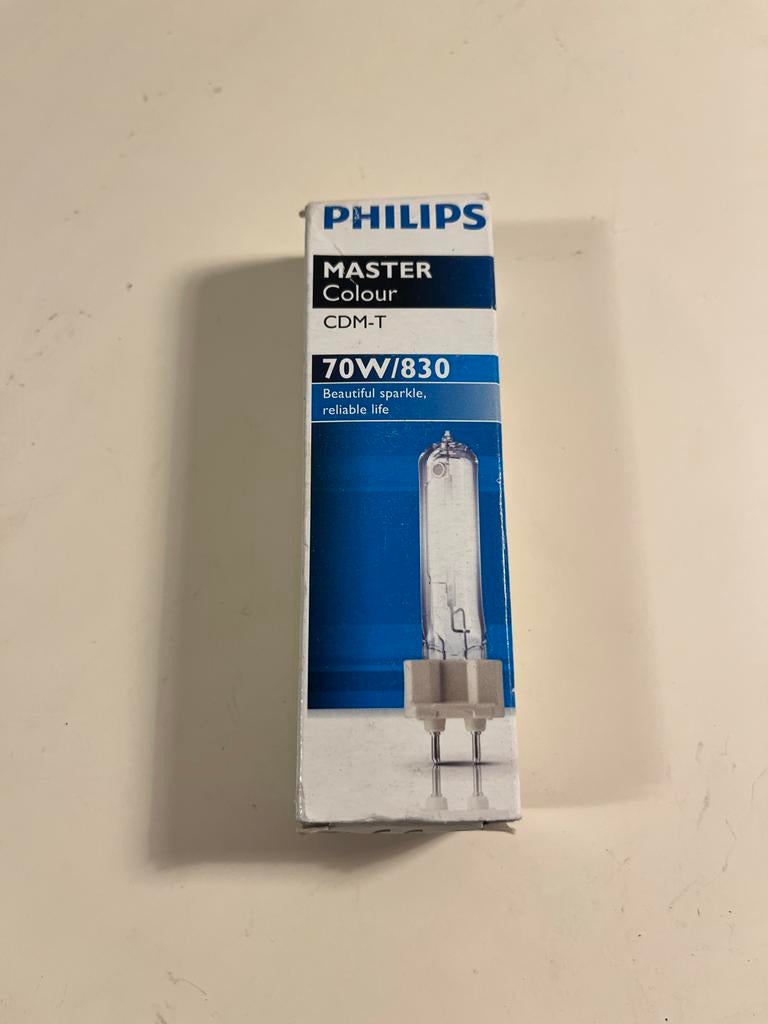 PHILIPS
MASTER
Colour
CDM-T
70W/830
Beautiful sparkle,
reliable life